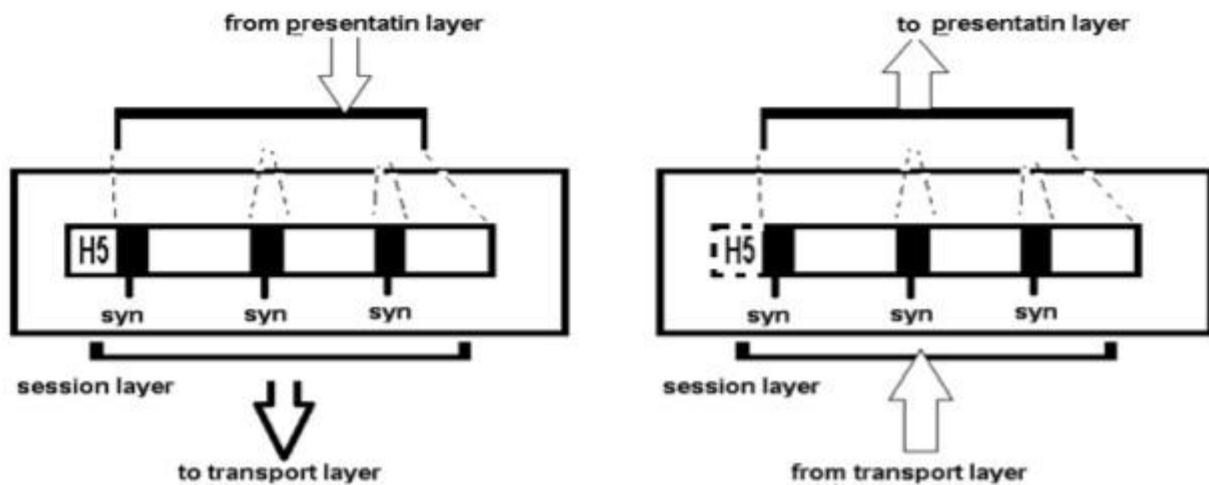 from presentatin layer
H5
syn
syn
syn
session layer
to transport layer
to presentatin layer
H5
syn
syn
syn
session layer
from transport layer